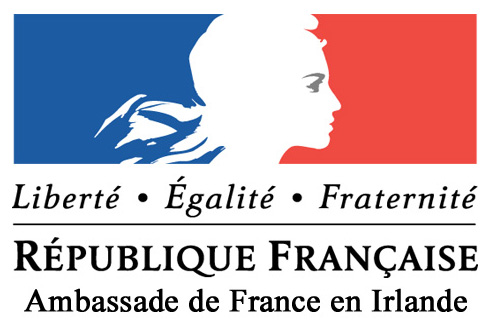 Liberté • Égalité • Fraternité
RÉPUBLIQUE FRANÇAISE
Ambassade de France en Irlande